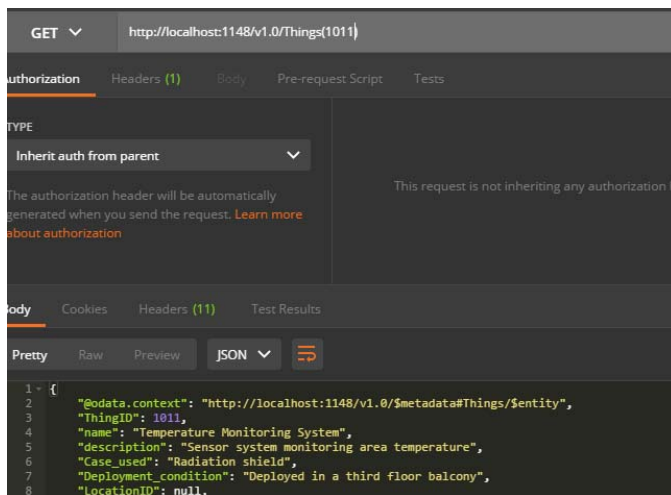 GET http://localhost:1148/v1.0/Things(1011)
Authorization Headers (1) Body Pre-request Script Tests
TYPE
Inherit auth from parent
The authorization header will be automatically
generated when you send the request. Learn more
about authorization
This request is not inheriting any authorization
Body Cookies Headers (11) Test Results
Pretty Raw Preview JSON
1 {
2 "@odata.context": "http://localhost:1148/v1.0/$metadata#Things/$entity",
3 "ThingID": 1011,
4 "name": "Temperature Monitoring System",
5 "description": "Sensor system monitoring area temperature",
6 "Case_used": "Radiation shield",
7 "Deployment_condition": "Deployed in a third floor balcony",
8 "LocationID": null,